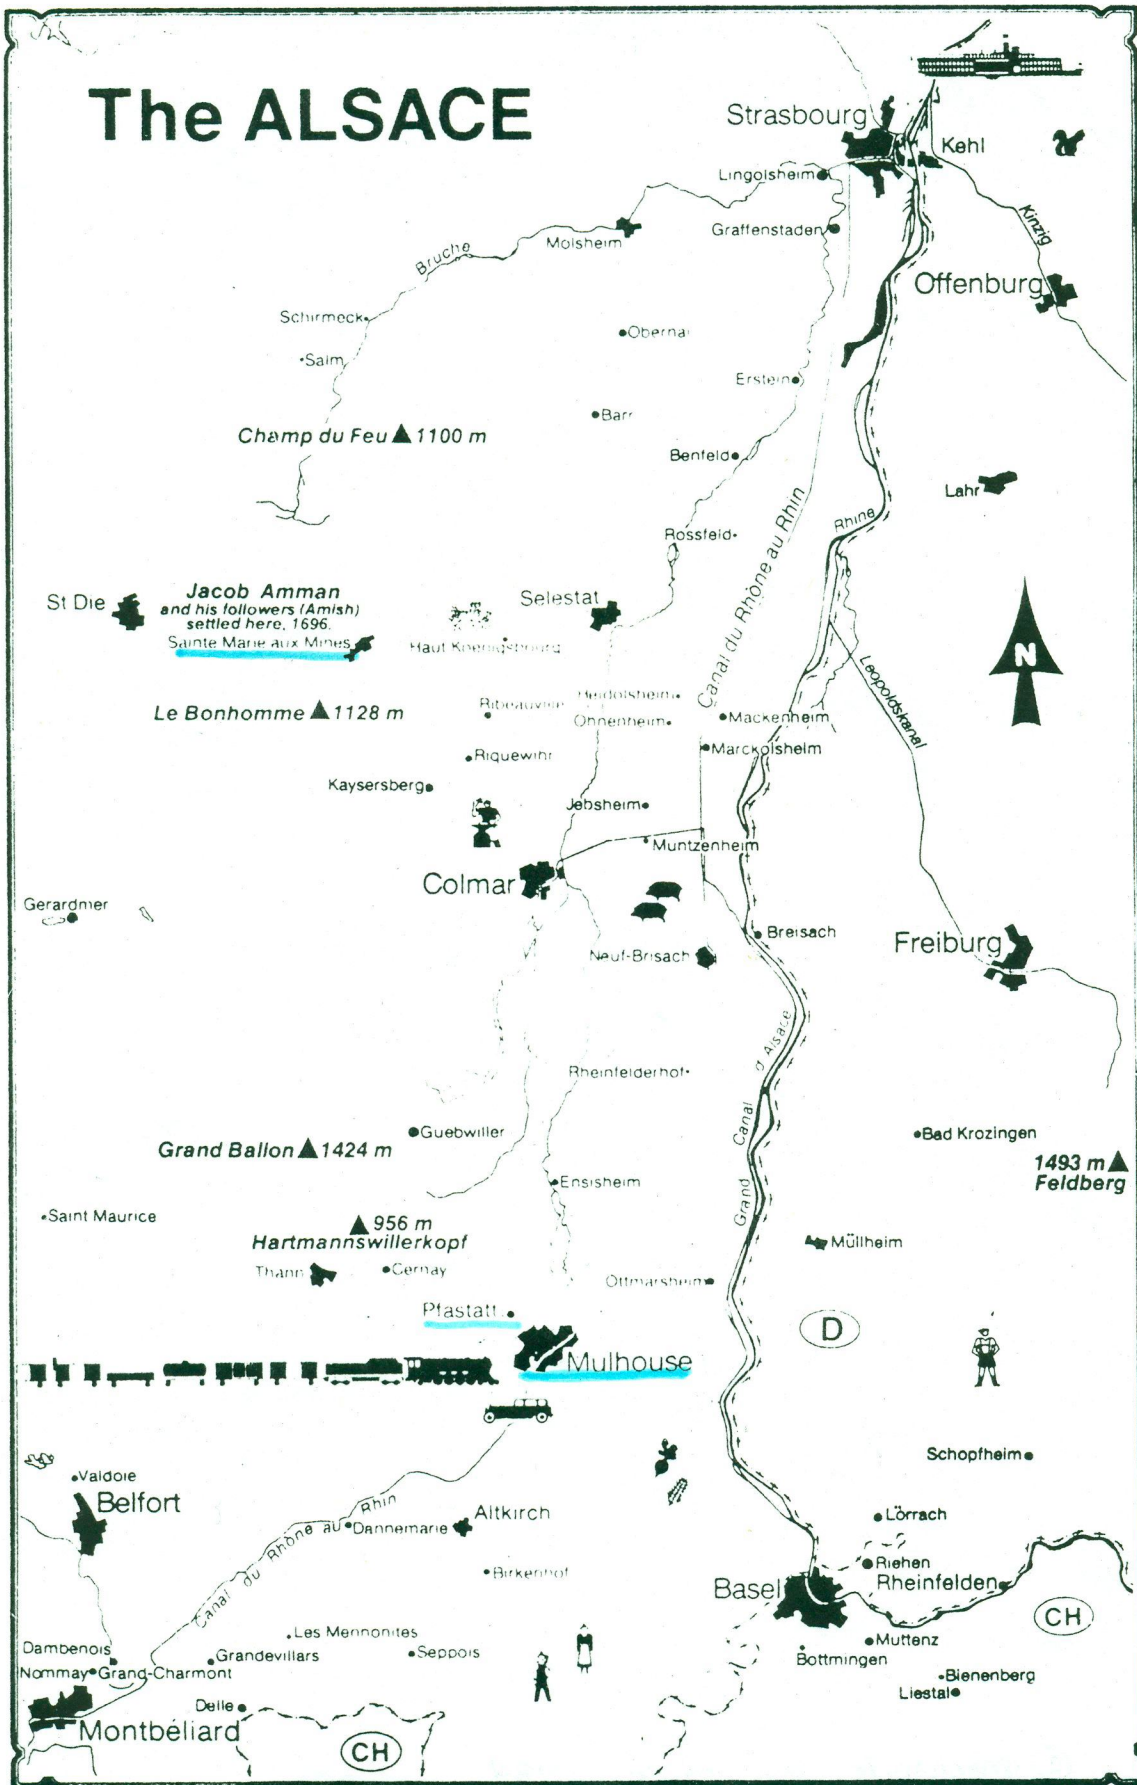 The ALSACE
Strasbourg
Kehl
Lingolsheim
Kinzig
Graffenstaden
Molsheim
Bruche
Offenburg
Schirmeck
Obernai
Salm
Erstein
Barr
Champ du Feu 1100 m
Benfeld
Lahr
Canal du Rhône au Rhin
Rhine
Rossfeld
St Die
Jacob Amman
and his followers (Amish)
settled here, 1696.
Sainte Marie aux Mines
Selestat
Haut Koenigsbourg
N
Leopoldskanal
Heidolsheim
Le Bonhomme 1128 m
Ribeauville
Ohnenheim
Mackenheim
Marckolsheim
Riquewihr
Kaysersberg
Jebsheim
Muntzenheim
Colmar
Gerardmer
Breisach
Freiburg
Neuf-Brisach
Grand Canal d'Alsace
Rheinfelderhof
Guebwiller
Bad Krozingen
Grand Ballon 1424 m
1493 m
Feldberg
Ensisheim
Saint Maurice
956 m
Hartmannswillerkopf
Müllheim
Thann
Cernay
Ottmarsheim
Pfastatt
D
Mulhouse
Schopfheim
Valdoie
Belfort
Canal du Rhône au Rhin
Altkirch
Dannemarie
Lörrach
Riehen
Birkenhof
Basel
Rheinfelden
CH
Les Mennonites
Muttenz
Dambenois
Grandevillars
Seppois
Bottmingen
Nommay
Grand-Charmont
Bienenberg
Liestal
Delle
Montbéliard
CH